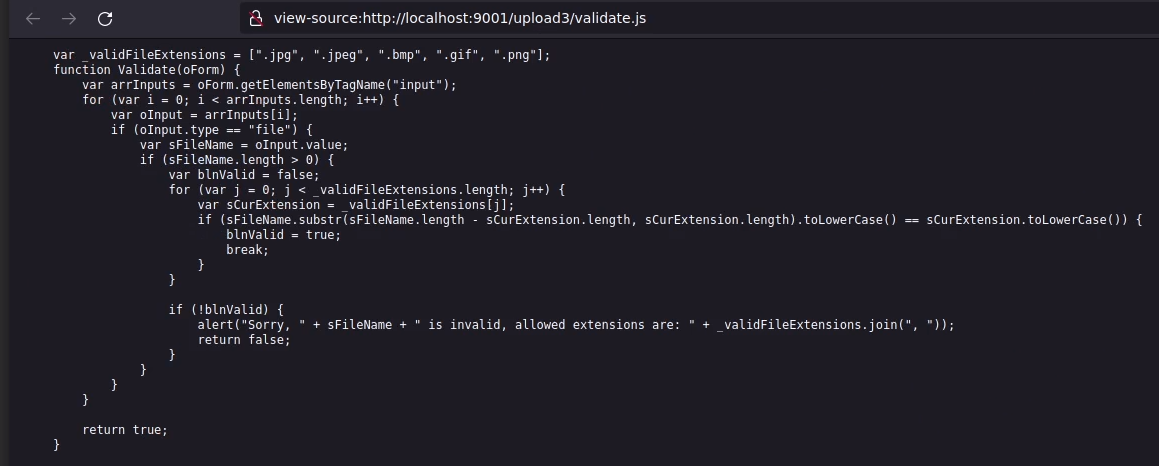 view-source:http://localhost:9001/upload3/validate.js
var _validFileExtensions = [".jpg", ".jpeg", ".bmp", ".gif", ".png"];
function Validate(oForm) {
    var arrInputs = oForm.getElementsByTagName("input");
    for (var i = 0; i < arrInputs.length; i++) {
        var oInput = arrInputs[i];
        if (oInput.type == "file") {
            var sFileName = oInput.value;
            if (sFileName.length > 0) {
                var blnValid = false;
                for (var j = 0; j < _validFileExtensions.length; j++) {
                    var sCurExtension = _validFileExtensions[j];
                    if (sFileName.substr(sFileName.length - sCurExtension.length, sCurExtension.length).toLowerCase() == sCurExtension.toLowerCase()) {
                        blnValid = true;
                        break;
                    }
                }

                if (!blnValid) {
                    alert("Sorry, " + sFileName + " is invalid, allowed extensions are: " + _validFileExtensions.join(", "));
                    return false;
                }
            }
        }
    }

    return true;
}